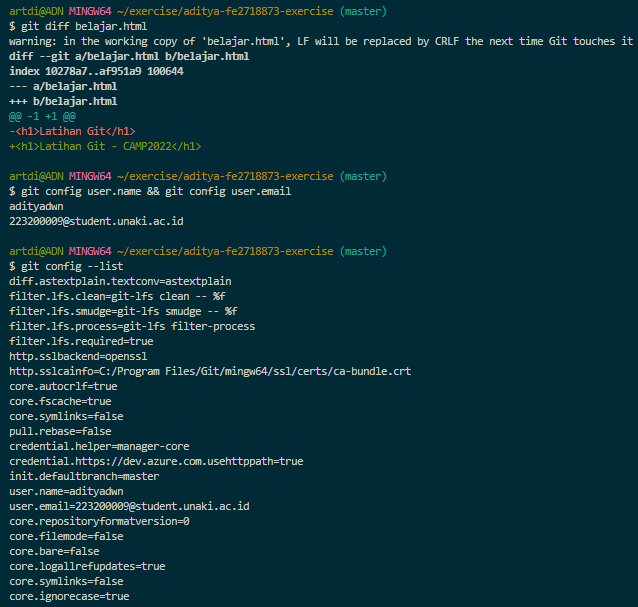 artdi@ADN MINGW64 ~/exercise/aditya-fe2718873-exercise (master)
$ git diff belajar.html
warning: in the working copy of 'belajar.html', LF will be replaced by CRLF the next time Git touches it
diff --git a/belajar.html b/belajar.html
index 10278a7..af951a9 100644
--- a/belajar.html
+++ b/belajar.html
@@ -1 +1 @@
-<h1>Latihan Git</h1>
+<h1>Latihan Git - CAMP2022</h1>
artdi@ADN MINGW64 ~/exercise/aditya-fe2718873-exercise (master)
$ git config user.name && git config user.email
adityadwn
223200009@student.unaki.ac.id
artdi@ADN MINGW64 ~/exercise/aditya-fe2718873-exercise (master)
$ git config --list
diff.astextplain.textconv=astextplain
filter.lfs.clean=git-lfs clean -- %f
filter.lfs.smudge=git-lfs smudge -- %f
filter.lfs.process=git-lfs filter-process
filter.lfs.required=true
http.sslbackend=openssl
http.sslcainfo=C:/Program Files/Git/mingw64/ssl/certs/ca-bundle.crt
core.autocrlf=true
core.fscache=true
core.symlinks=false
pull.rebase=false
credential.helper=manager-core
credential.https://dev.azure.com.usehttppath=true
init.defaultbranch=master
user.name=adityadwn
user.email=223200009@student.unaki.ac.id
core.repositoryformatversion=0
core.filemode=false
core.bare=false
core.logallrefupdates=true
core.symlinks=false
core.ignorecase=true